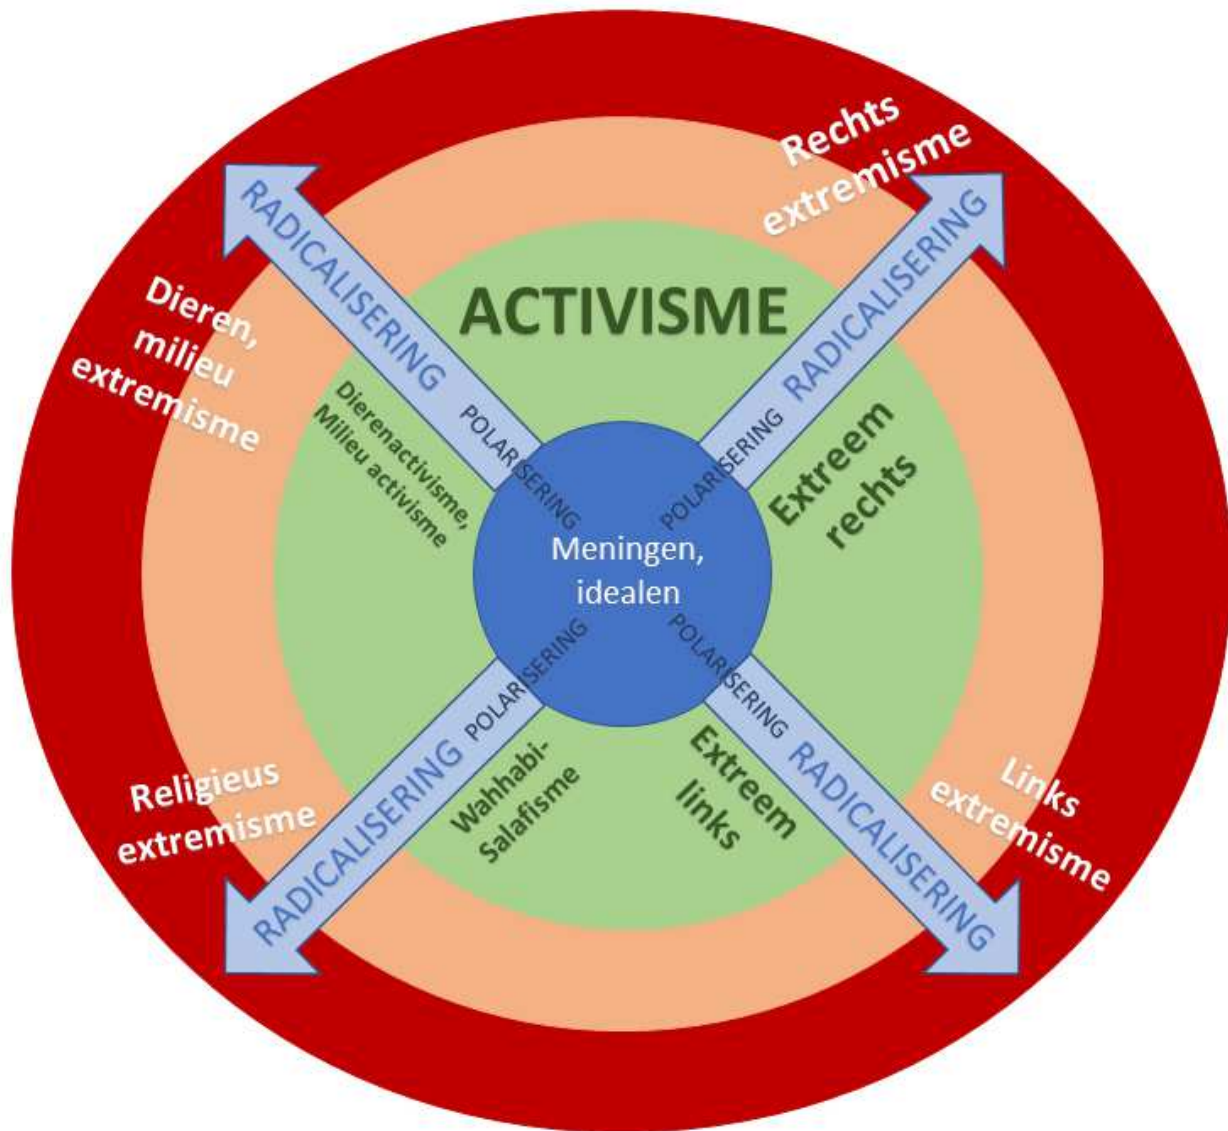 Rechts
extremisme
RADICALISERING
RADICALISERING
Dieren,
milieu
extremisme
ACTIVISME
Dierenactivisme,
Milieu activisme
POLARISERING
POLARISERING
Extreem
rechts
Meningen,
idealen
POLARISERING
POLARISERING
Wahhabi-
Salafisme
Extreem
links
Religieus
extremisme
RADICALISERING
RADICALISERING
Links
extremisme